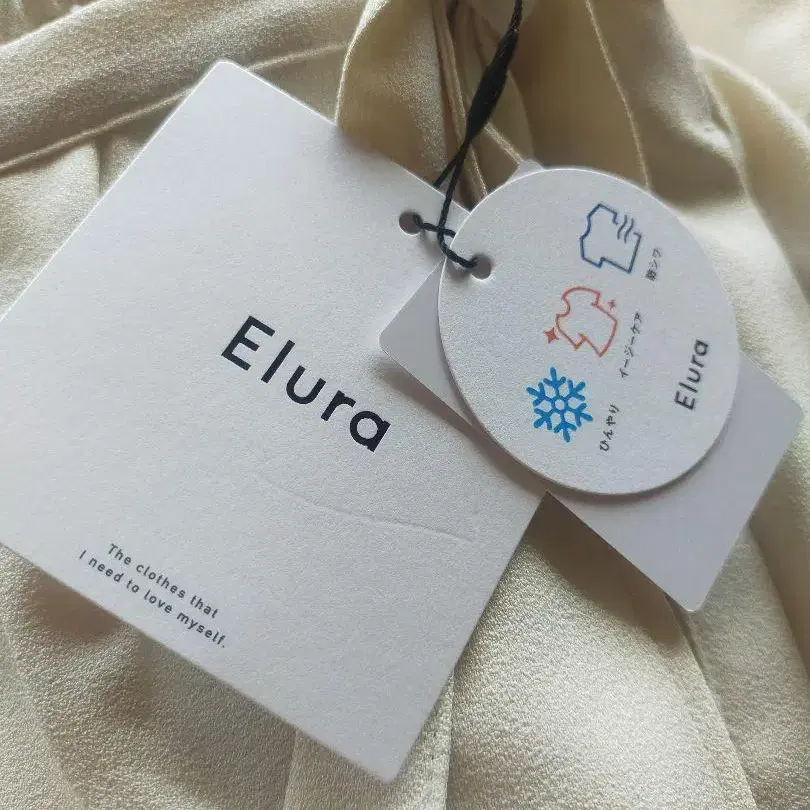 Elura
The clothes that
I need to love myself.
防シワ
イージーケア
ひんやり
Elura